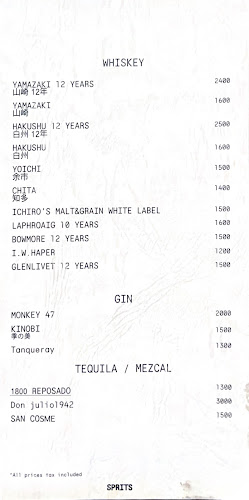 WHISKEY
YAMAZAKI 12 YEARS 2400
山崎 12年
YAMAZAKI 1600
山崎
HAKUSHU 12 YEARS 2500
白州 12年
HAKUSHU 1600
白州
YOICHI 1500
余市
CHITA 1400
知多
ICHIRO'S MALT&GRAIN WHITE LABEL 1500
LAPHROAIG 10 YEARS 1600
BOWMORE 12 YEARS 1500
I.W.HAPER 1200
GLENLIVET 12 YEARS 1500
GIN
MONKEY 47 2000
KINOBI 1500
季の美
Tanqueray 1300
TEQUILA / MEZCAL
1800 REPOSADO 1300
Don julio1942 3000
SAN COSME 1500
*All prices tax included
SPRITS